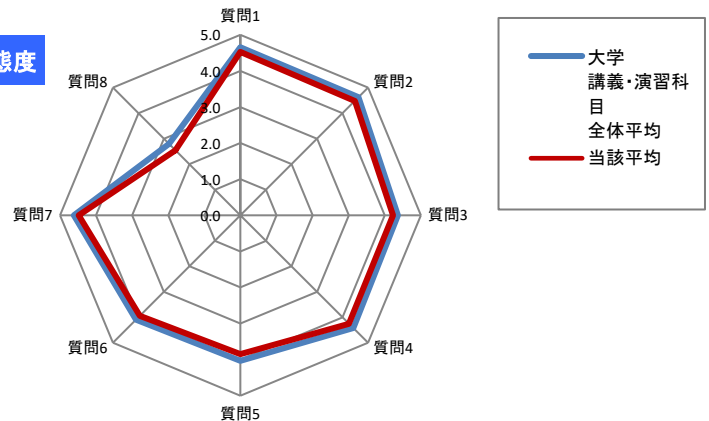 態度
質問1
質問2
質問3
質問4
質問5
質問6
質問7
質問8
5.0
4.0
3.0
2.0
1.0
0.0
大学
講義・演習科
目
全体平均
当該平均